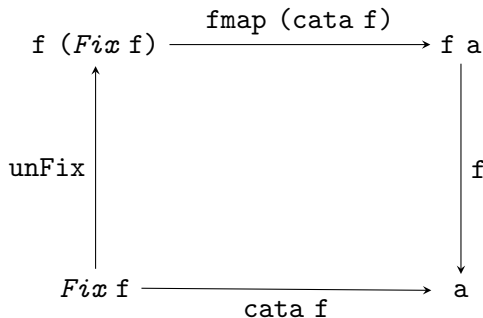 fmap (cata f)
f (Fix f) f a
unFix f
Fix f a
cata f